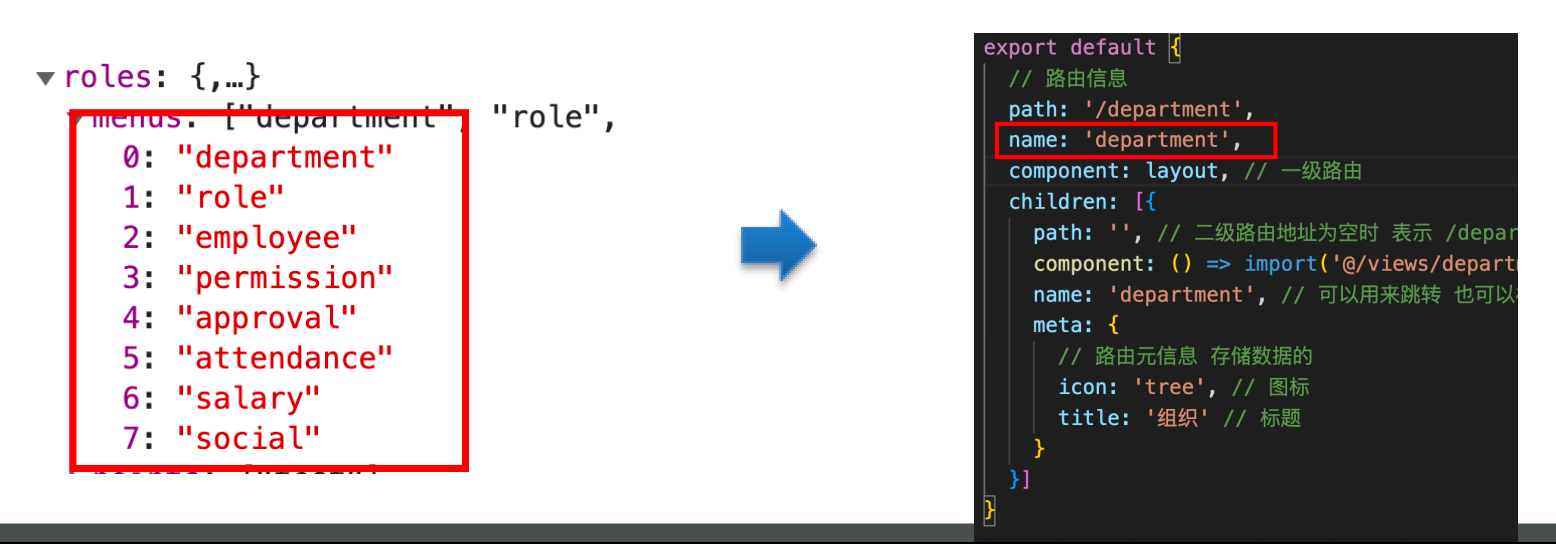 roles: {,…}
menus: ["department", "role",
0: "department"
1: "role"
2: "employee"
3: "permission"
4: "approval"
5: "attendance"
6: "salary"
7: "social"
export default {
// 路由信息
path: '/department',
name: 'department',
component: layout, // 一级路由
children: [{
path: '', // 二级路由地址为空时 表示 /depar
component: () => import('@/views/departm
name: 'department', // 可以用来跳转 也可以
meta: {
// 路由元信息 存储数据的
icon: 'tree', // 图标
title: '组织' // 标题
}
}]
}